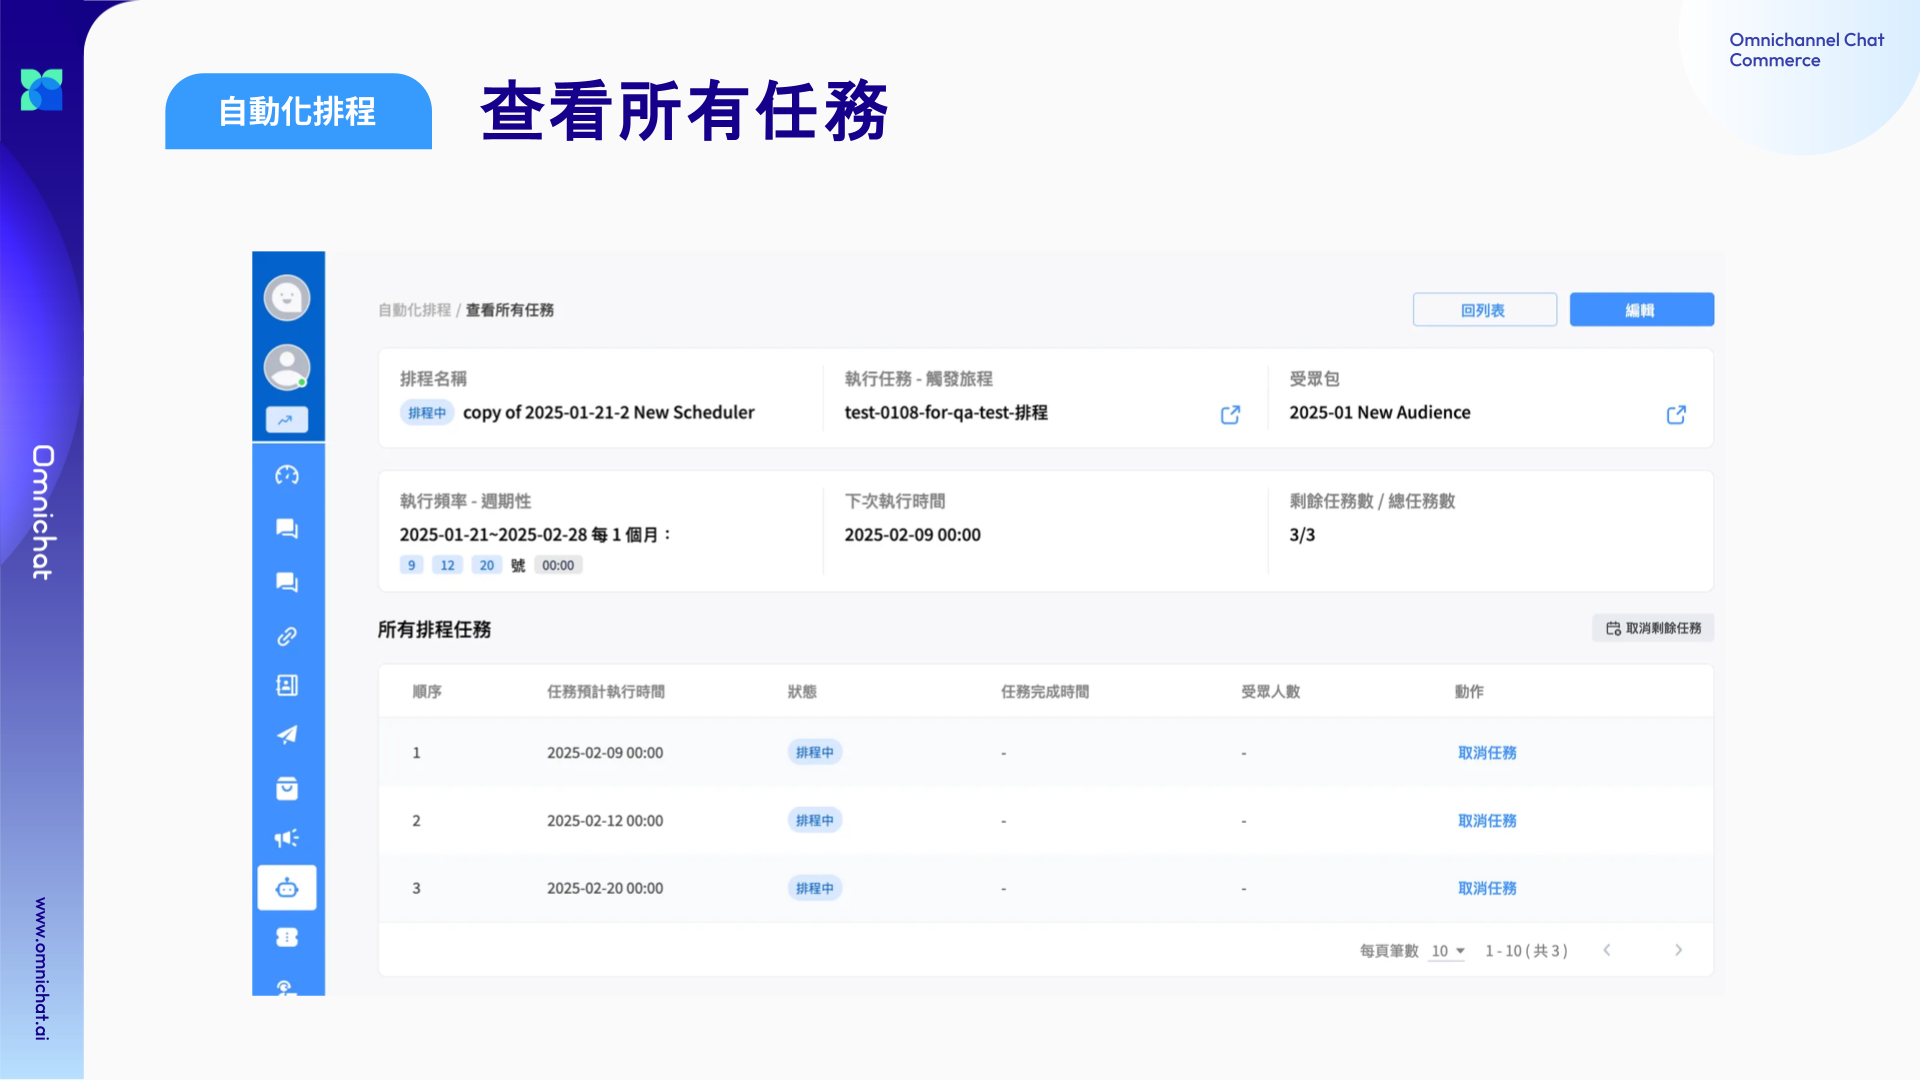 Omnichannel Chat
Commerce
自動化排程
查看所有任務
Omnichat
www.omnichat.ai
自動化排程 / 查看所有任務
回列表
編輯
排程名稱
排程中 copy of 2025-01-21-2 New Scheduler
執行任務 - 觸發旅程
test-0108-for-qa-test-排程
受眾包
2025-01 New Audience
執行頻率 - 週期性
2025-01-21~2025-02-28 每 1 個月：
9 12 20 號 00:00
下次執行時間
2025-02-09 00:00
剩餘任務數 / 總任務數
3/3
所有排程任務
取消剩餘任務
順序 任務預計執行時間 狀態 任務完成時間 受眾人數 動作
1 2025-02-09 00:00 排程中 - - 取消任務
2 2025-02-12 00:00 排程中 - - 取消任務
3 2025-02-20 00:00 排程中 - - 取消任務
每頁筆數 10 1 - 10 ( 共 3 )